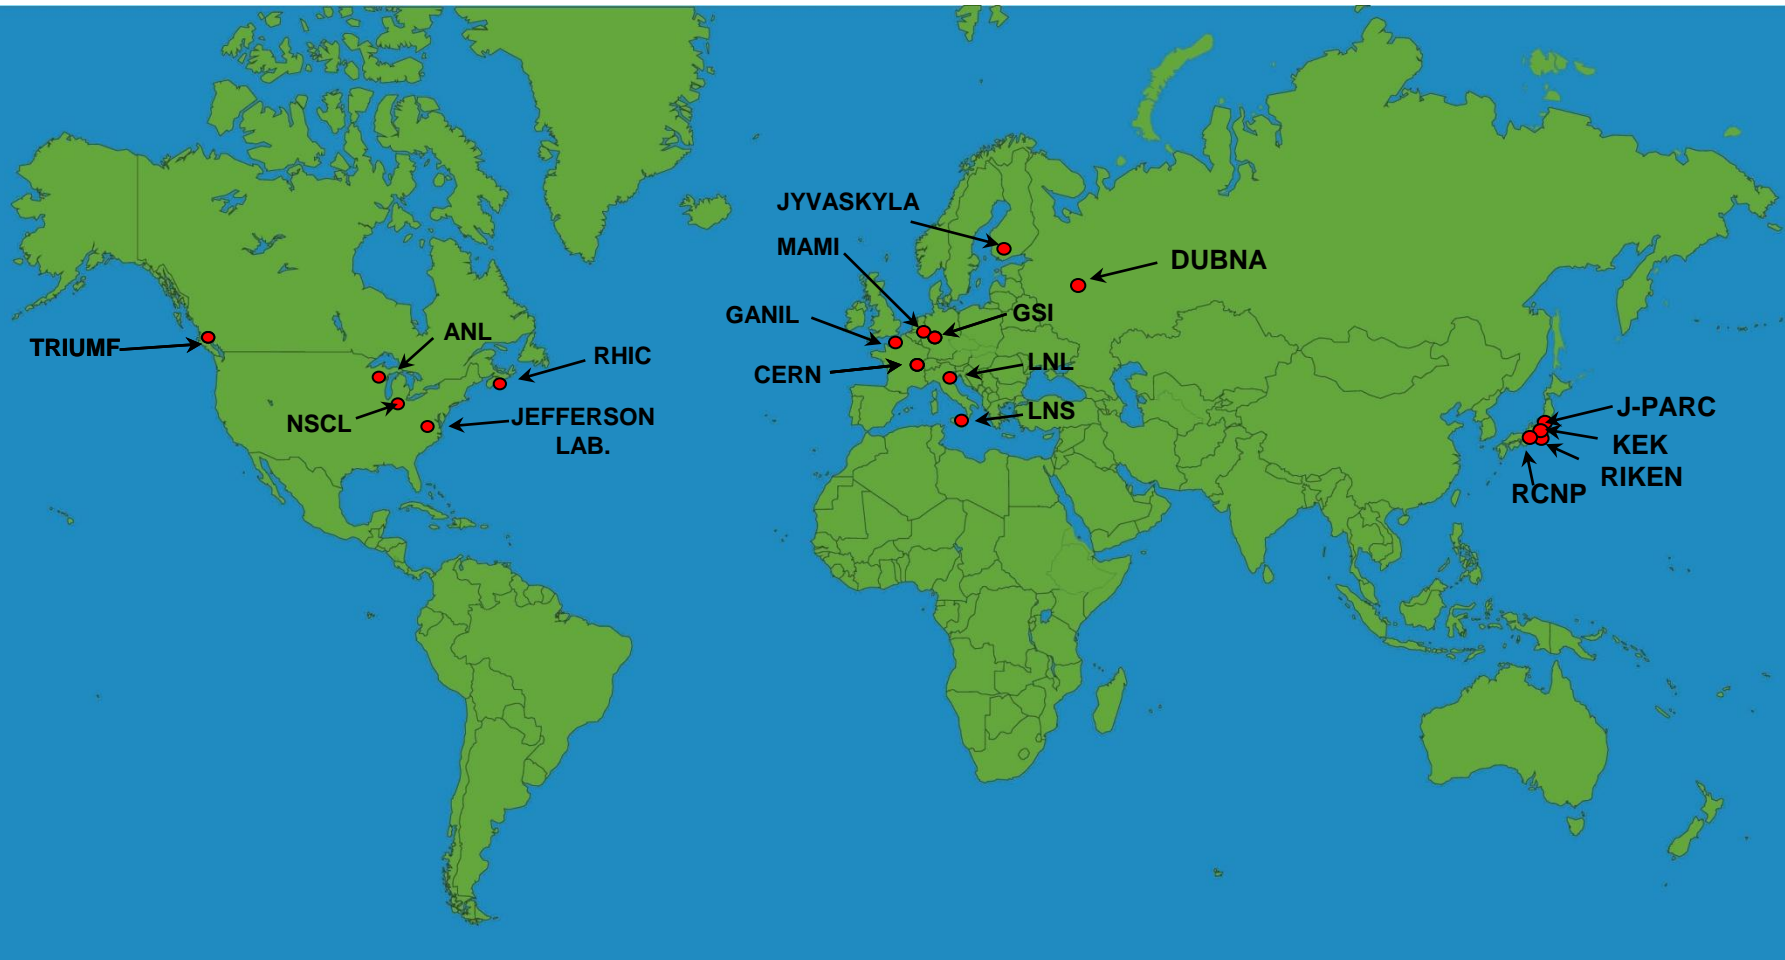 JYVASKYLA
MAMI
DUBNA
GANIL
GSI
TRIUMF
ANL
RHIC
CERN
LNL
NSCL
JEFFERSON
LAB.
LNS
J-PARC
KEK
RIKEN
RCNP